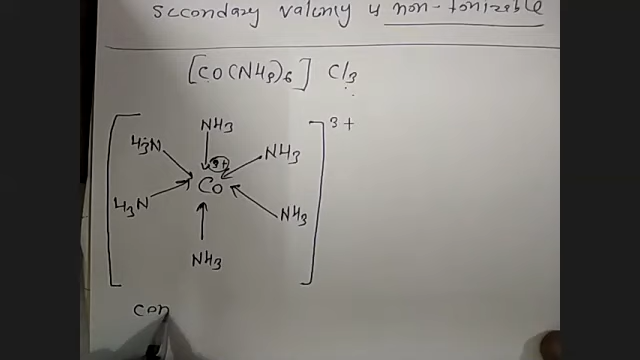 secondary valency is non-Ionizable
[CO(NH3)6] Cl3
NH3
3+
H3N
NH3
3+
CO
H3N
NH3
NH3
con